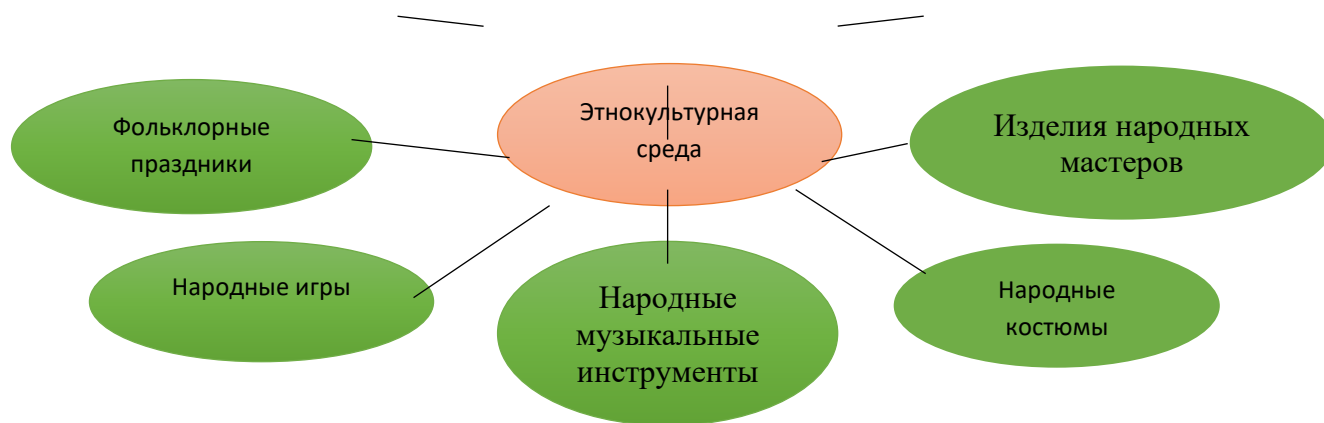 Этнокультурная
среда
Фольклорные
праздники
Изделия народных
мастеров
Народные игры
Народные
музыкальные
инструменты
Народные
костюмы